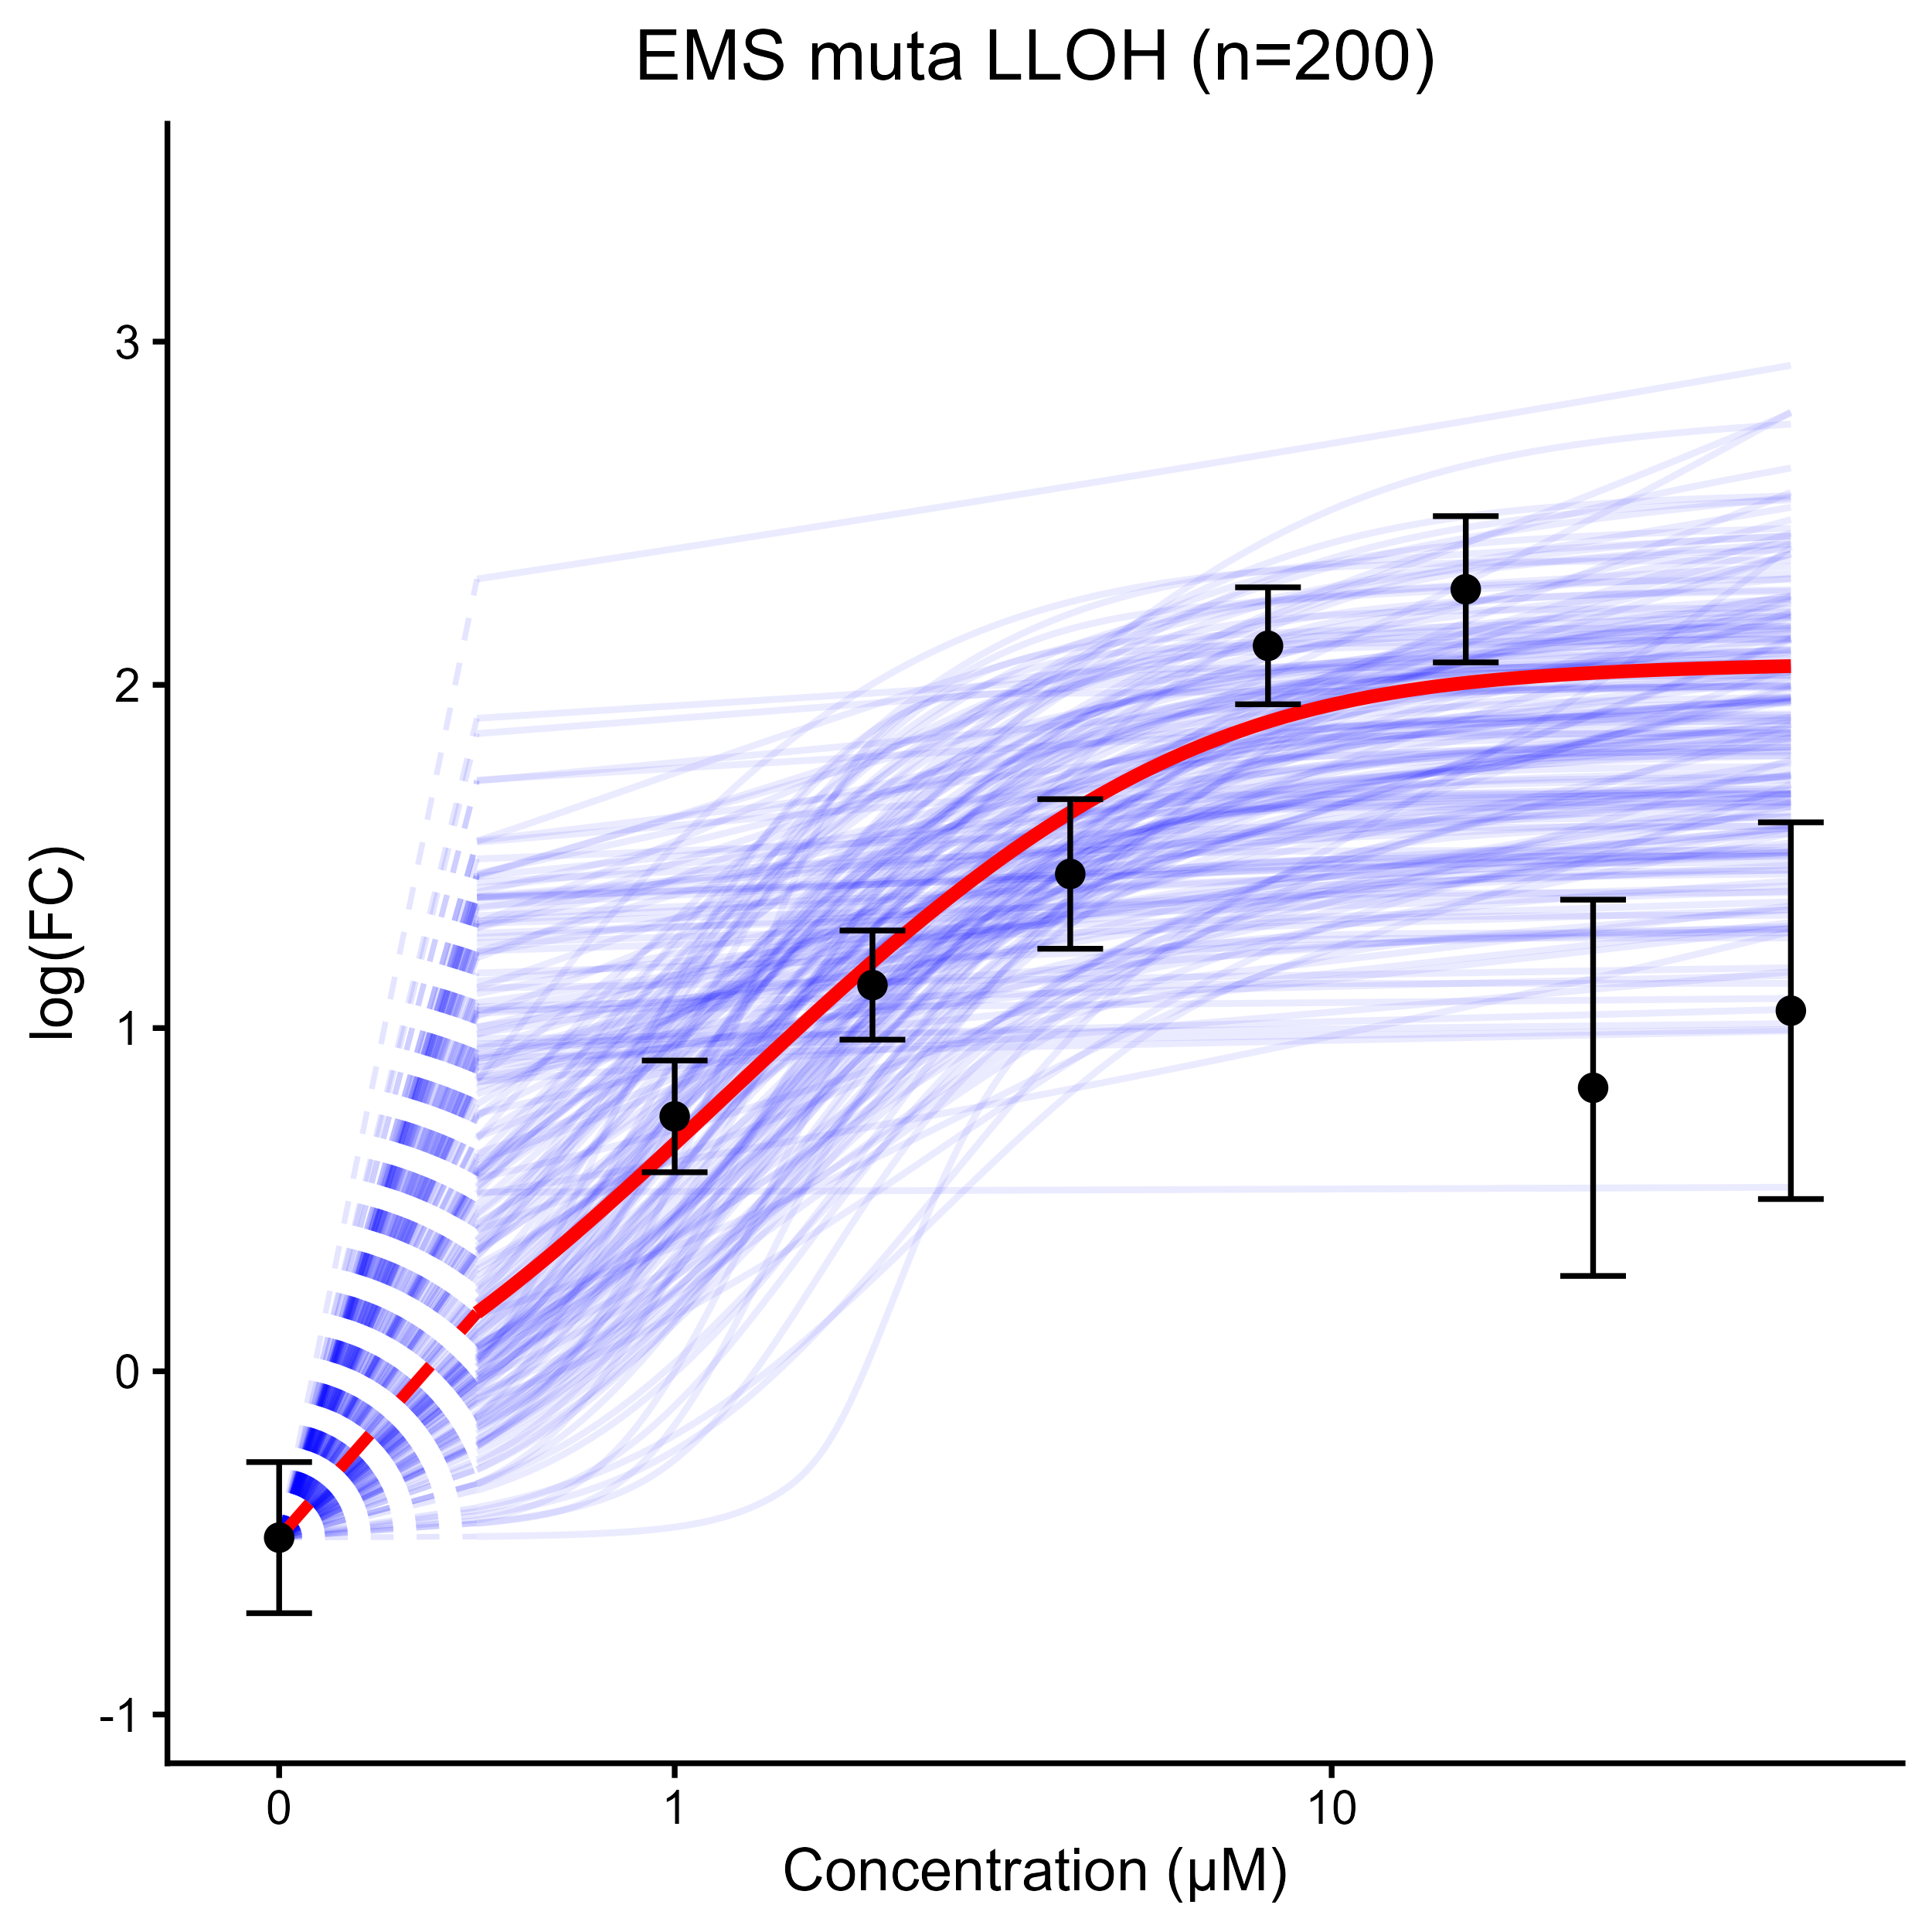 EMS muta LLOH (n=200)
3
2
1
0
-1
log(FC)
0
1
10
Concentration (µM)